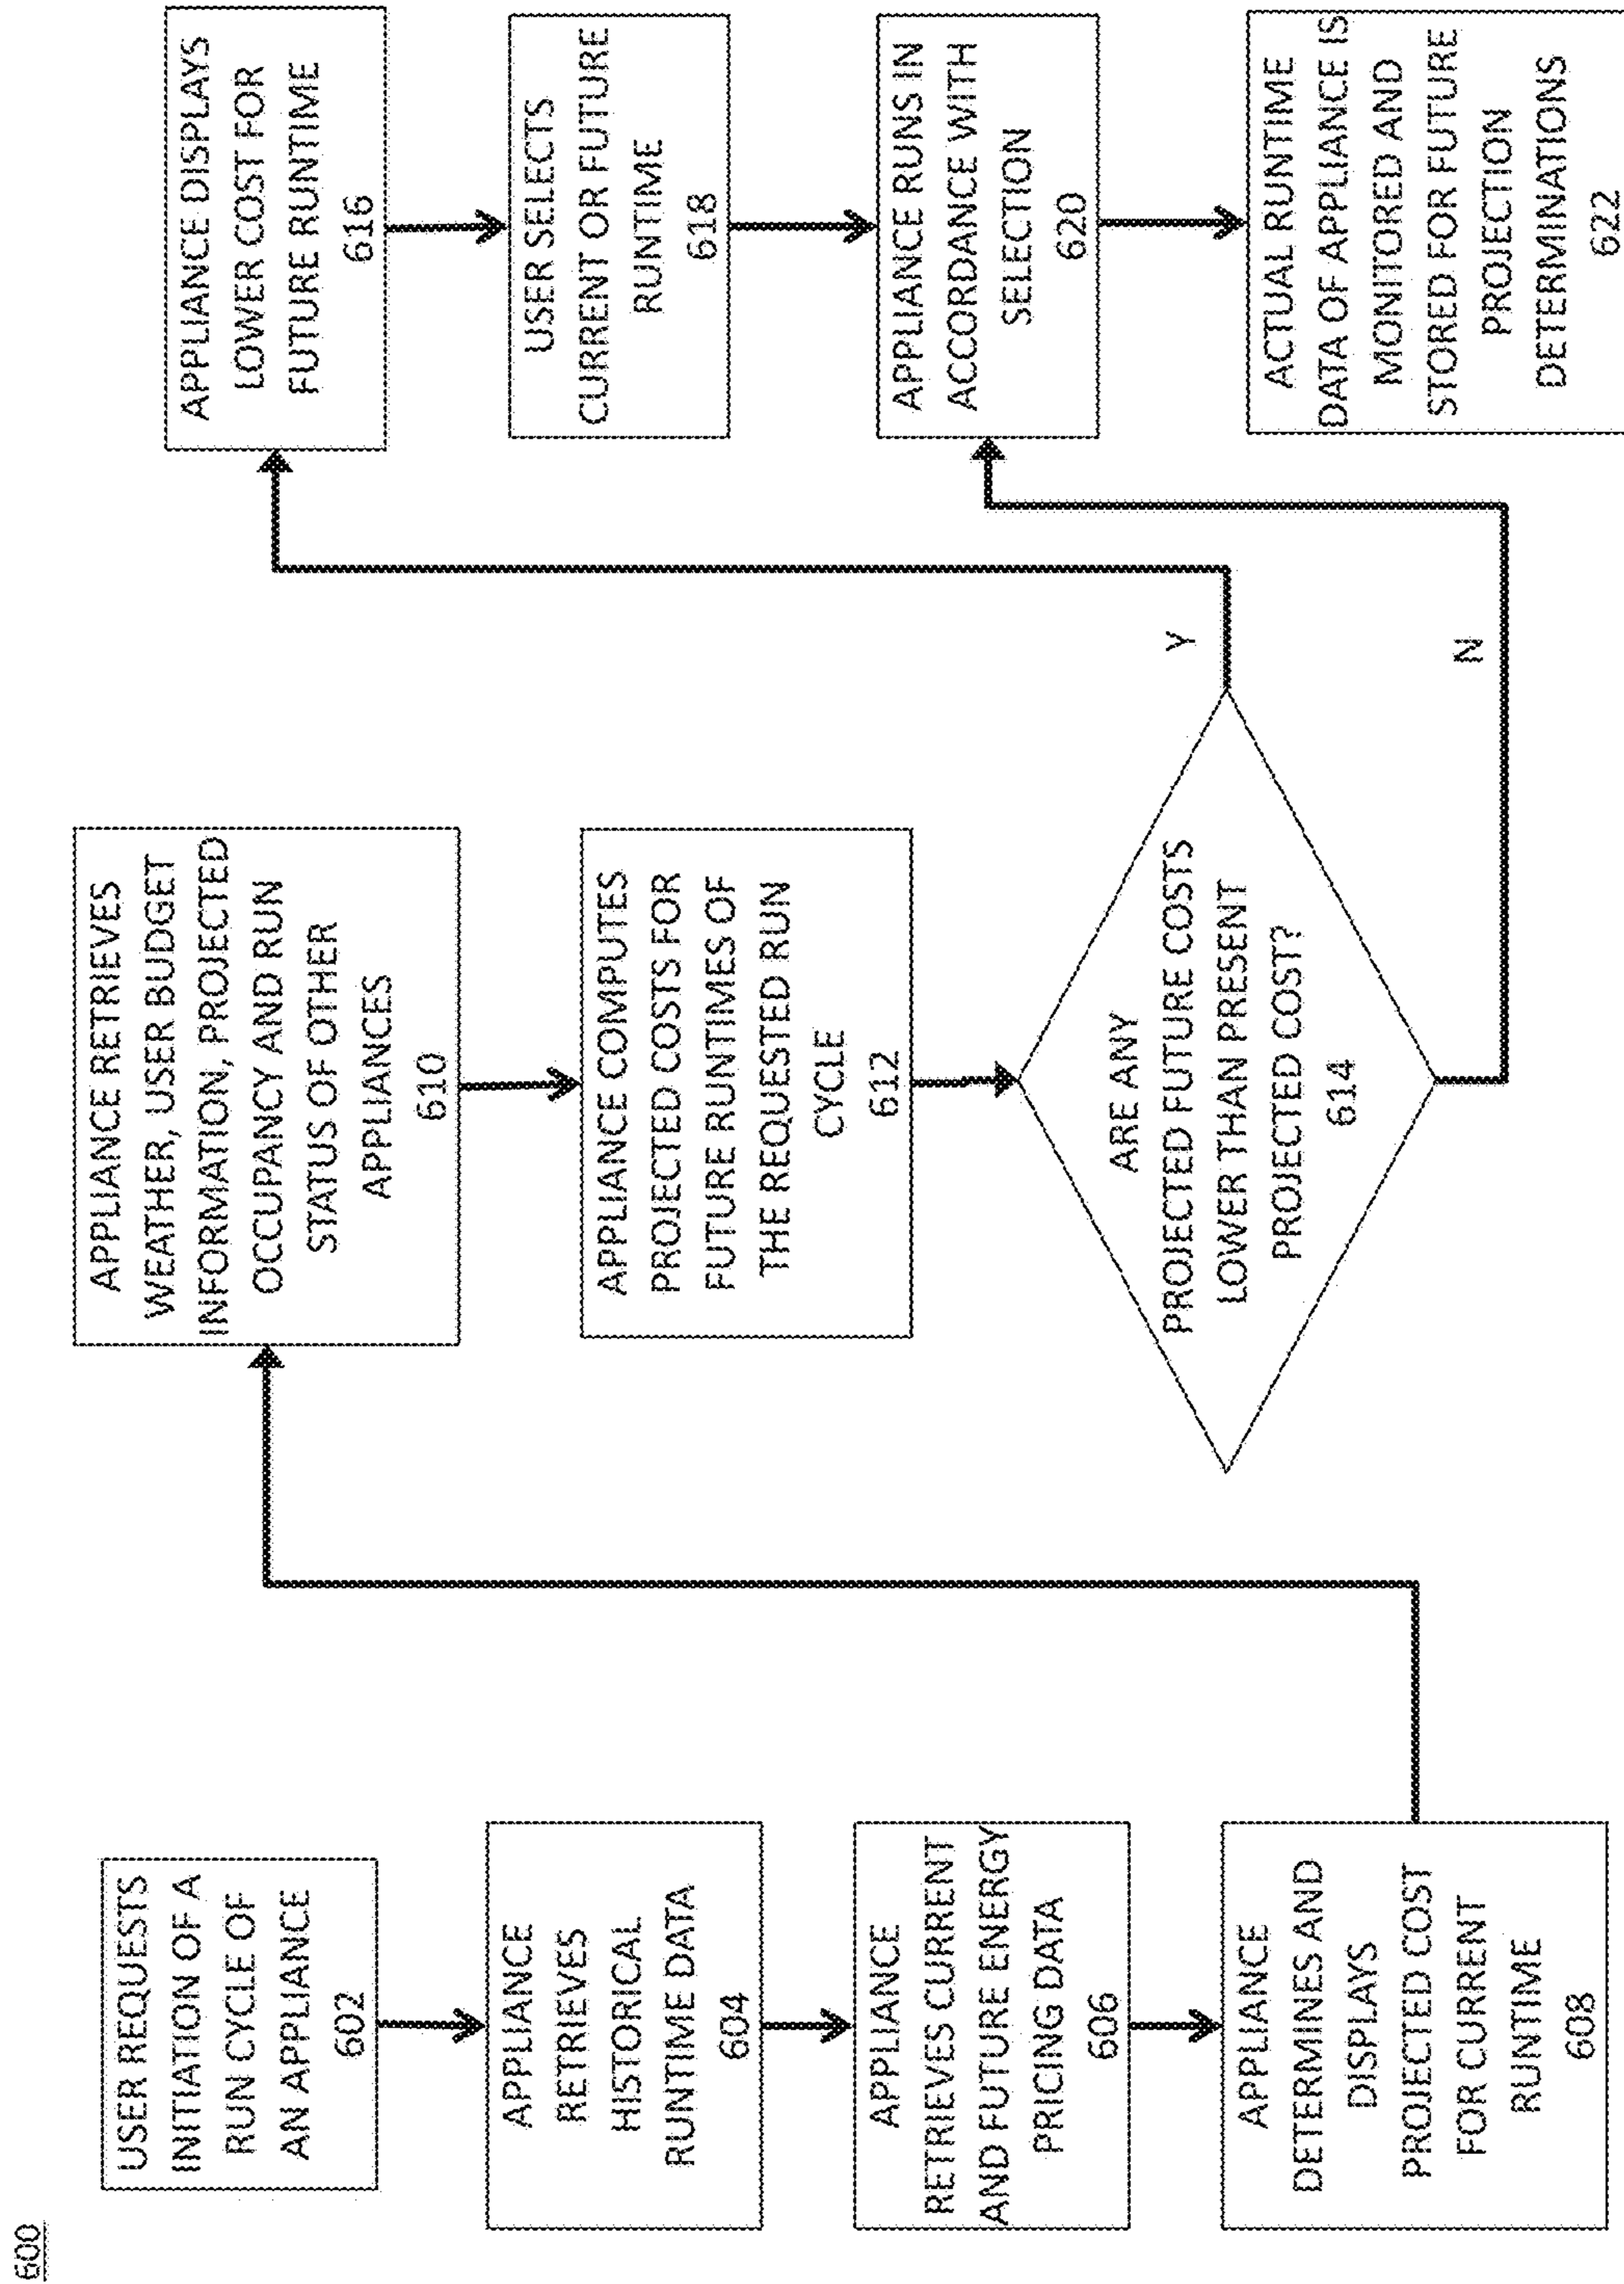 600
USER REQUESTS
INITIATION OF A
RUN CYCLE OF
AN APPLIANCE
602
APPLIANCE
RETRIEVES
HISTORICAL
RUNTIME DATA
604
APPLIANCE
RETRIEVES CURRENT
AND FUTURE ENERGY
PRICING DATA
606
APPLIANCE
DETERMINES AND
DISPLAYS
PROJECTED COST
FOR CURRENT
RUNTIME
608
APPLIANCE RETRIEVES
WEATHER, USER BUDGET
INFORMATION, PROJECTED
OCCUPANCY AND RUN
STATUS OF OTHER
APPLIANCES
610
APPLIANCE COMPUTES
PROJECTED COSTS FOR
FUTURE RUNTIMES OF
THE REQUESTED RUN
CYCLE
612
ARE ANY
PROJECTED FUTURE COSTS
LOWER THAN PRESENT
PROJECTED COST?
614
Y
N
APPLIANCE DISPLAYS
LOWER COST FOR
FUTURE RUNTIME
616
USER SELECTS
CURRENT OR FUTURE
RUNTIME
618
APPLIANCE RUNS IN
ACCORDANCE WITH
SELECTION
620
ACTUAL RUNTIME
DATA OF APPLIANCE IS
MONITORED AND
STORED FOR FUTURE
PROJECTION
DETERMINATIONS
622